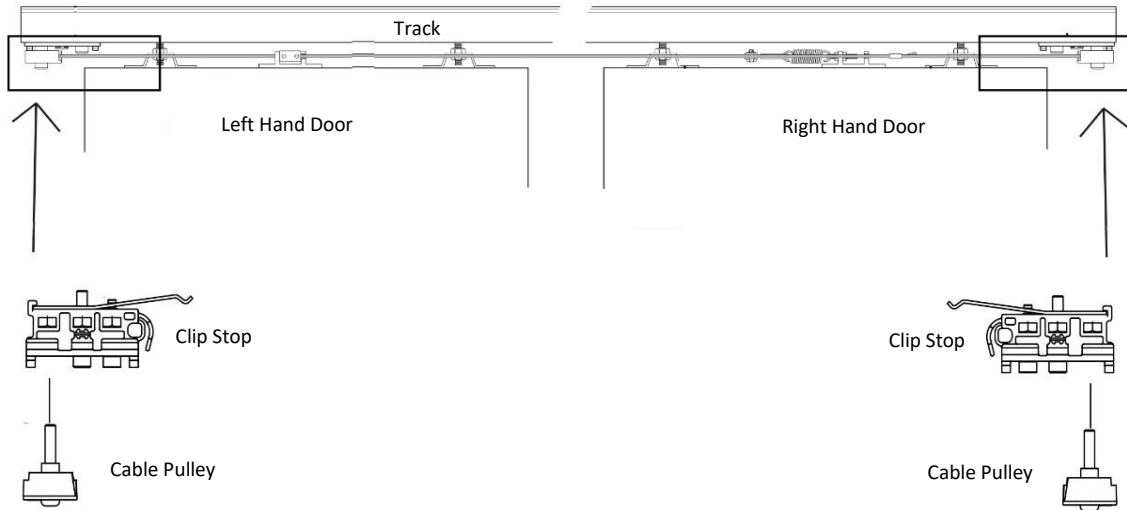 Track
Left Hand Door
Right Hand Door
Clip Stop
Clip Stop
Cable Pulley
Cable Pulley